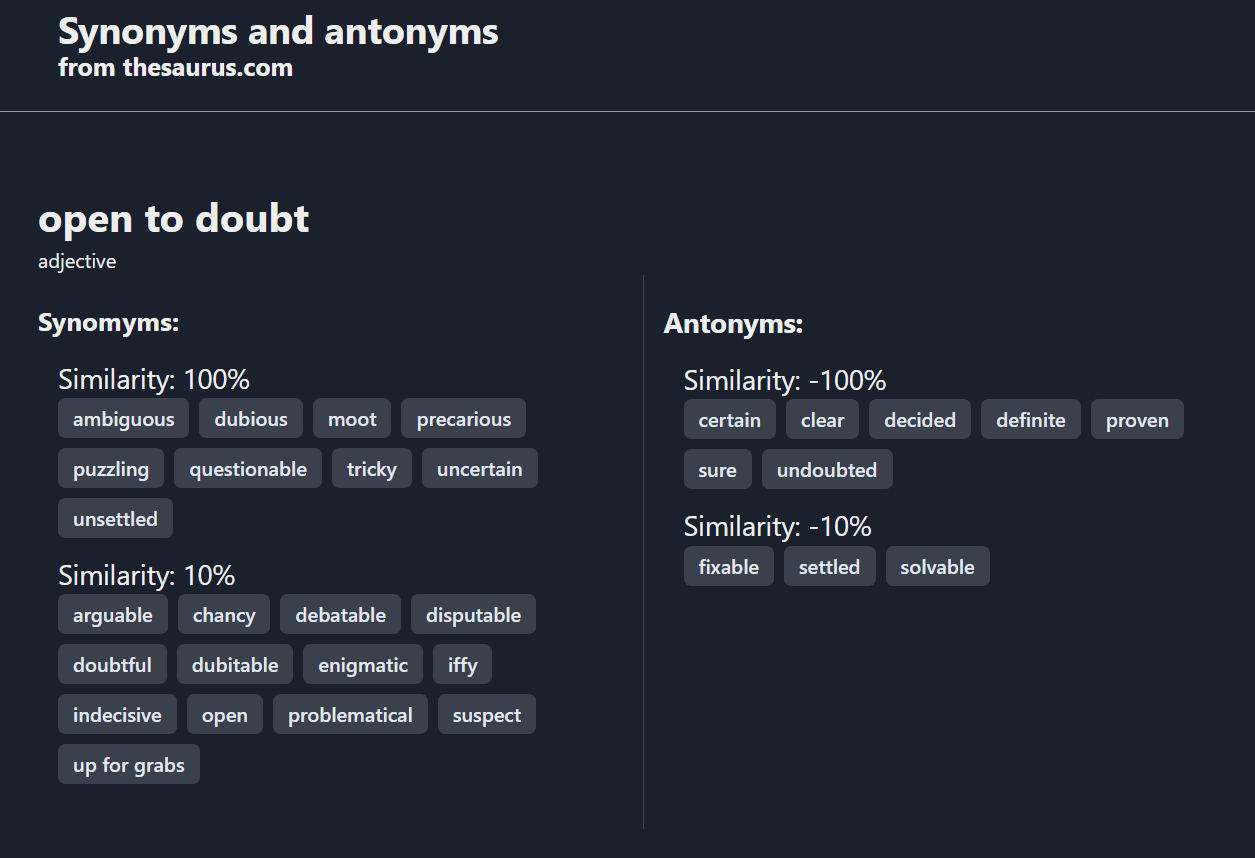 Synonyms and antonyms
from thesaurus.com
open to doubt
adjective
Synomyms:
Similarity: 100%
ambiguous dubious moot precarious
puzzling questionable tricky uncertain
unsettled
Similarity: 10%
arguable chancy debatable disputable
doubtful dubitable enigmatic iffy
indecisive open problematical suspect
up for grabs
Antonyms:
Similarity: -100%
certain clear decided definite proven
sure undoubted
Similarity: -10%
fixable settled solvable